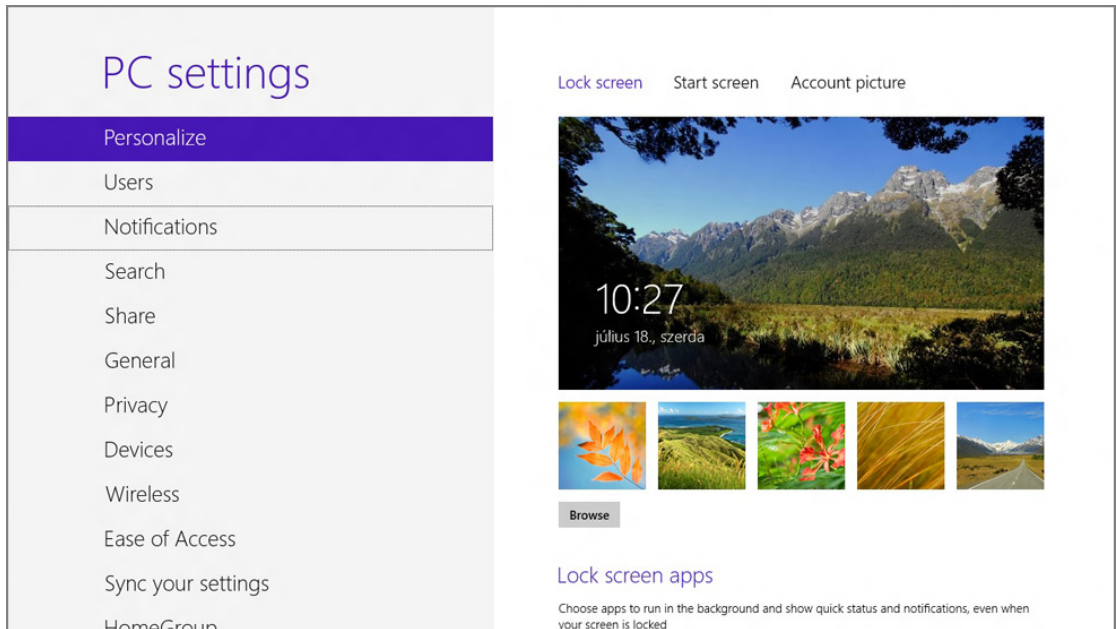 PC settings
Personalize
Users
Notifications
Search
Share
General
Privacy
Devices
Wireless
Ease of Access
Sync your settings
HomeGroup
Lock screen Start screen Account picture
10:27
július 18., szerda
Browse
Lock screen apps
Choose apps to run in the background and show quick status and notifications, even when
your screen is locked